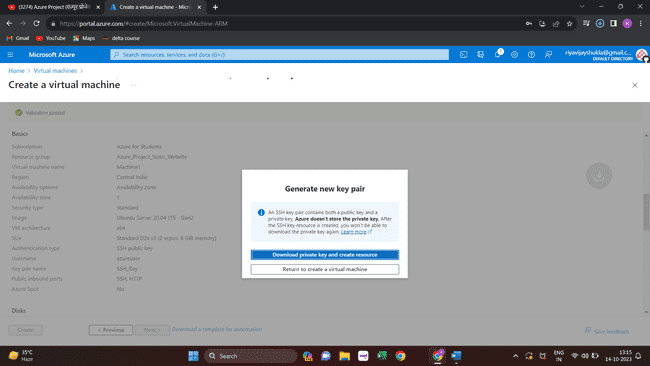 (3274) Azure Project
Create a virtual machine - Micros
https://portal.azure.com/#create/Microsoft.VirtualMachine-ARM
Gmail
YouTube
Maps
delta course
Microsoft Azure
Search resources, services, and docs (G+/)
1
riyavijayshukla@gmail.c...
DEFAULT DIRECTORY
Home > Virtual machines >
Create a virtual machine ...
Validation passed
Basics
Subscription Azure for Students
Resource group Azure_Project_Static_Website
Virtual machine name Machine1
Region Central India
Availability options Availability zone
Availability zone 1
Security type Standard
Image Ubuntu Server 20.04 LTS - Gen2
VM architecture x64
Size Standard D2s v3 (2 vcpus, 8 GiB memory)
Authentication type SSH public key
Username azureuser
Key pair name SSH_Key
Public inbound ports SSH, HTTP
Azure Spot No
Disks
Generate new key pair
An SSH key pair contains both a public key and a
private key. Azure doesn't store the private key. After
the SSH key resource is created, you won't be able to
download the private key again. Learn more
Download private key and create resource
Return to create a virtual machine
Create
< Previous
Next >
Download a template for automation
Give feedback
35°C
Haze
Search
ENG
IN
13:15
14-10-2023